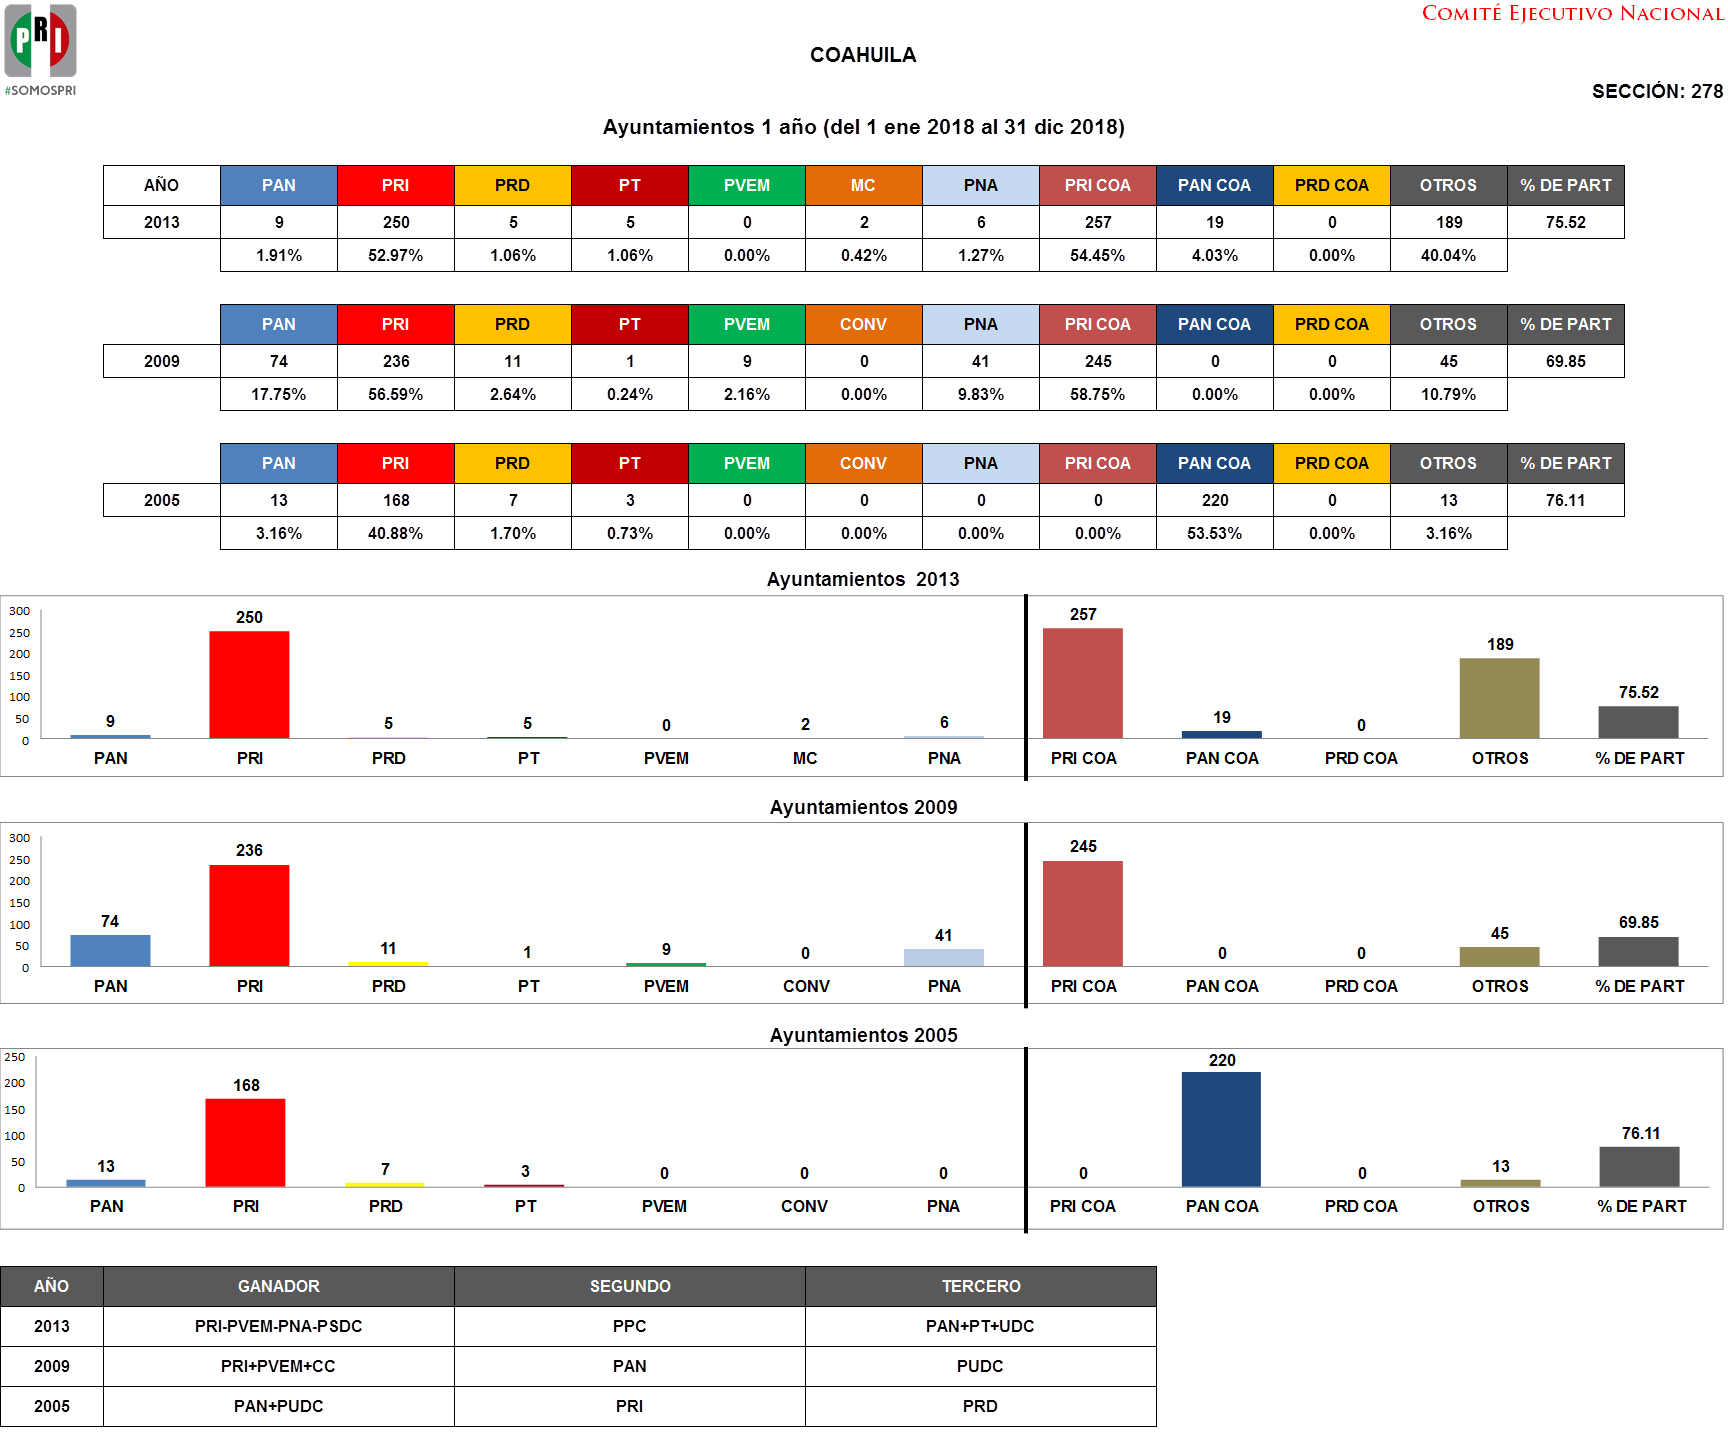 PRI
#SOMOSPRI
COMITÉ EJECUTIVO NACIONAL
COAHUILA
SECCIÓN: 278
Ayuntamientos 1 año (del 1 ene 2018 al 31 dic 2018)
AÑO PAN PRI PRD PT PVEM MC PNA PRI COA PAN COA PRD COA OTROS % DE PART
2013 9 250 5 5 0 2 6 257 19 0 189 75.52
1.91% 52.97% 1.06% 1.06% 0.00% 0.42% 1.27% 54.45% 4.03% 0.00% 40.04%
PAN PRI PRD PT PVEM CONV PNA PRI COA PAN COA PRD COA OTROS % DE PART
2009 74 236 11 1 9 0 41 245 0 0 45 69.85
17.75% 56.59% 2.64% 0.24% 2.16% 0.00% 9.83% 58.75% 0.00% 0.00% 10.79%
PAN PRI PRD PT PVEM CONV PNA PRI COA PAN COA PRD COA OTROS % DE PART
2005 13 168 7 3 0 0 0 0 220 0 13 76.11
3.16% 40.88% 1.70% 0.73% 0.00% 0.00% 0.00% 0.00% 53.53% 0.00% 3.16%
Ayuntamientos 2013
300
250
200
150
100
50
0
9 250 5 5 0 2 6 257 19 0 189 75.52
PAN PRI PRD PT PVEM MC PNA PRI COA PAN COA PRD COA OTROS % DE PART
Ayuntamientos 2009
300
250
200
150
100
50
0
74 236 11 1 9 0 41 245 0 0 45 69.85
PAN PRI PRD PT PVEM CONV PNA PRI COA PAN COA PRD COA OTROS % DE PART
Ayuntamientos 2005
250
200
150
100
50
0
13 168 7 3 0 0 0 0 220 0 13 76.11
PAN PRI PRD PT PVEM CONV PNA PRI COA PAN COA PRD COA OTROS % DE PART
AÑO GANADOR SEGUNDO TERCERO
2013 PRI-PVEM-PNA-PSDC PPC PAN+PT+UDC
2009 PRI+PVEM+CC PAN PUDC
2005 PAN+PUDC PRI PRD